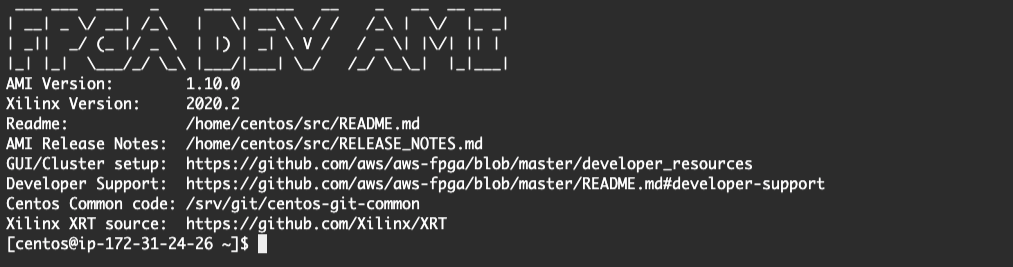 FPGA DEV AMI
AMI Version: 1.10.0
Xilinx Version: 2020.2
Readme: /home/centos/src/README.md
AMI Release Notes: /home/centos/src/RELEASE_NOTES.md
GUI/Cluster setup: https://github.com/aws/aws-fpga/blob/master/developer_resources
Developer Support: https://github.com/aws/aws-fpga/blob/master/README.md#developer-support
Centos Common code: /srv/git/centos-git-common
Xilinx XRT source: https://github.com/Xilinx/XRT
[centos@ip-172-31-24-26 ~]$